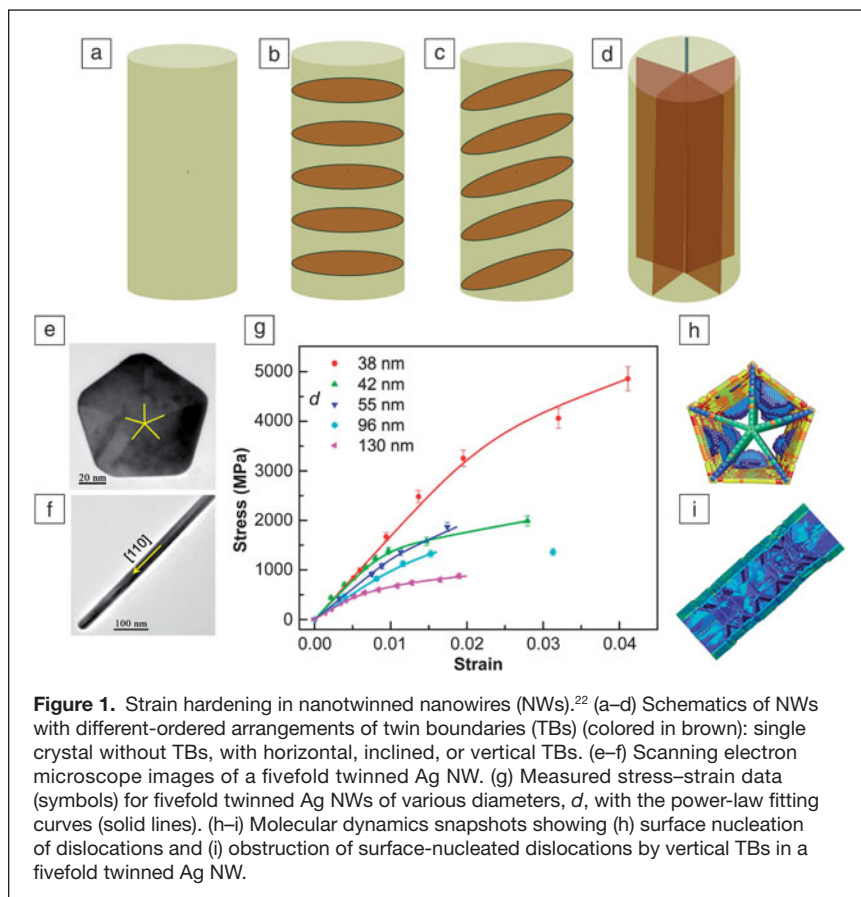 a
b
c
d
e
20 nm
f
[110]
100 nm
g
d
38 nm
42 nm
55 nm
96 nm
130 nm
5000
4000
3000
2000
1000
0
Stress (MPa)
0.00
0.01
0.02
0.03
0.04
Strain
h
i
Figure 1. Strain hardening in nanotwinned nanowires (NWs).22 (a–d) Schematics of NWs
with different-ordered arrangements of twin boundaries (TBs) (colored in brown): single
crystal without TBs, with horizontal, inclined, or vertical TBs. (e–f) Scanning electron
microscope images of a fivefold twinned Ag NW. (g) Measured stress–strain data
(symbols) for fivefold twinned Ag NWs of various diameters, d, with the power-law fitting
curves (solid lines). (h–i) Molecular dynamics snapshots showing (h) surface nucleation
of dislocations and (i) obstruction of surface-nucleated dislocations by vertical TBs in a
fivefold twinned Ag NW.